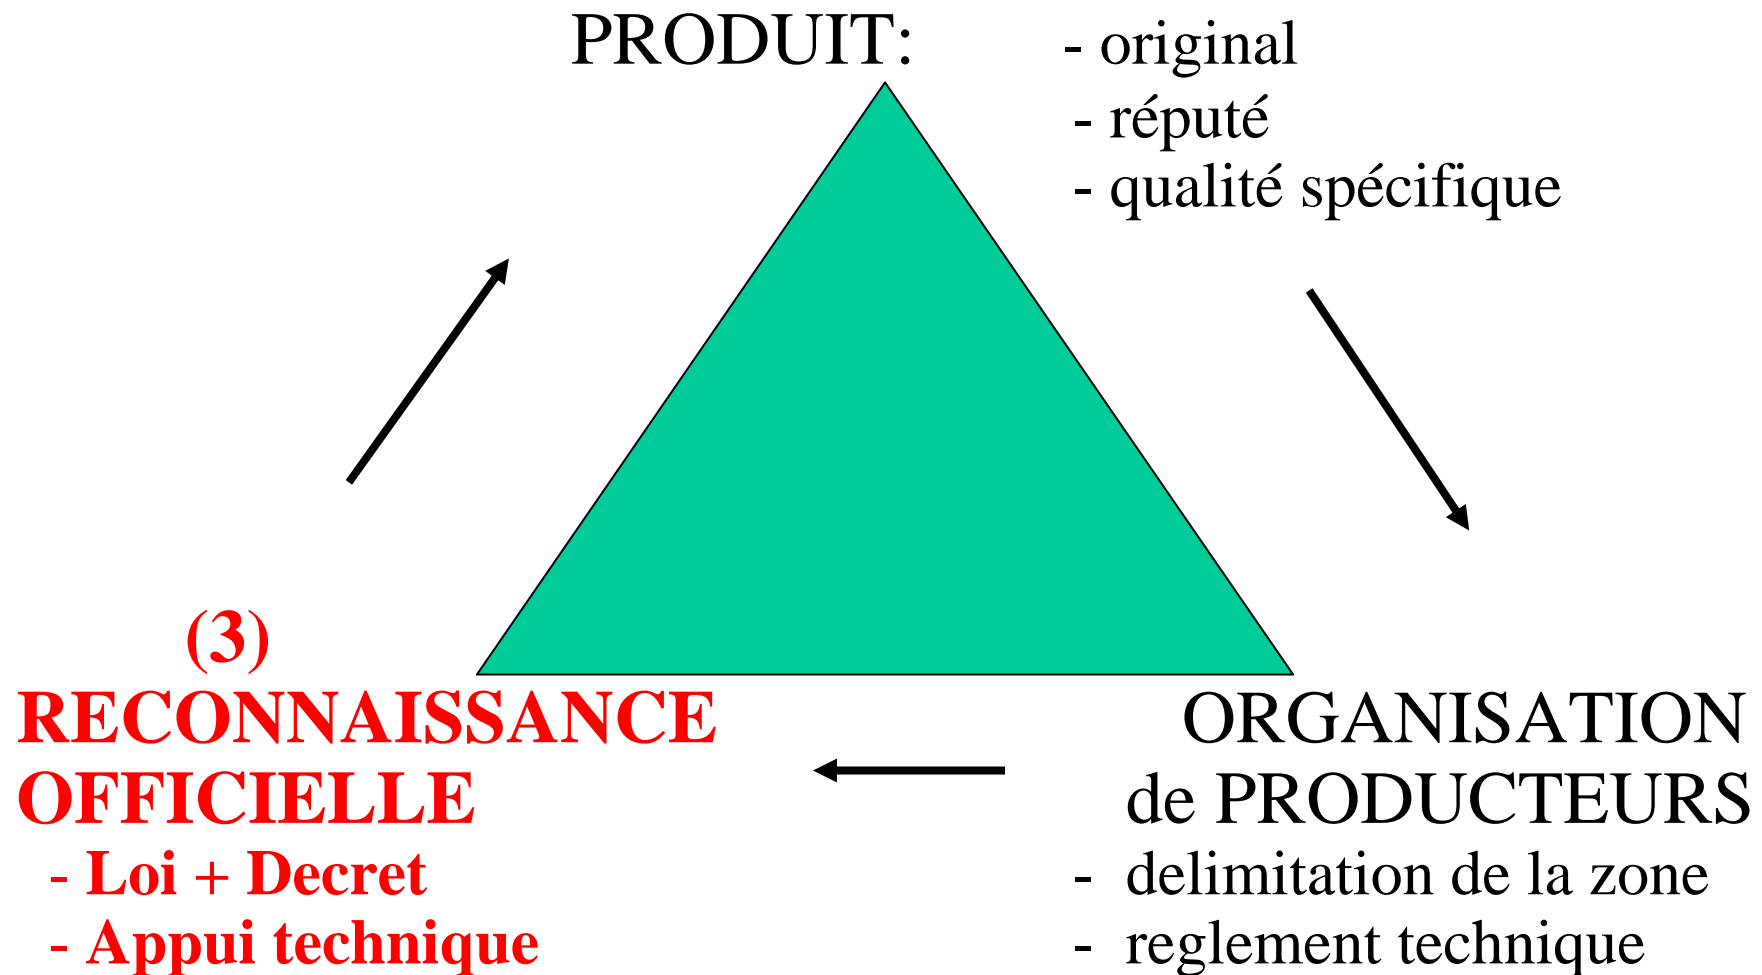 PRODUIT: - original
- réputé
- qualité spécifique
(3)
RECONNAISSANCE
OFFICIELLE
- Loi + Decret
- Appui technique
ORGANISATION
de PRODUCTEURS
- delimitation de la zone
- reglement technique